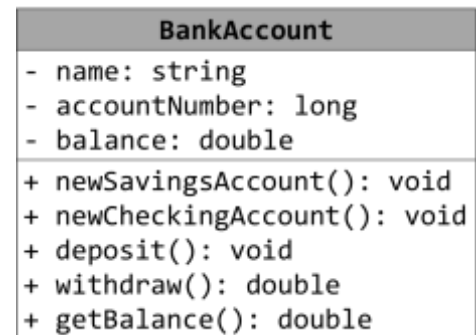 BankAccount
- name: string
- accountNumber: long
- balance: double
+ newSavingsAccount(): void
+ newCheckingAccount(): void
+ deposit(): void
+ withdraw(): double
+ getBalance(): double